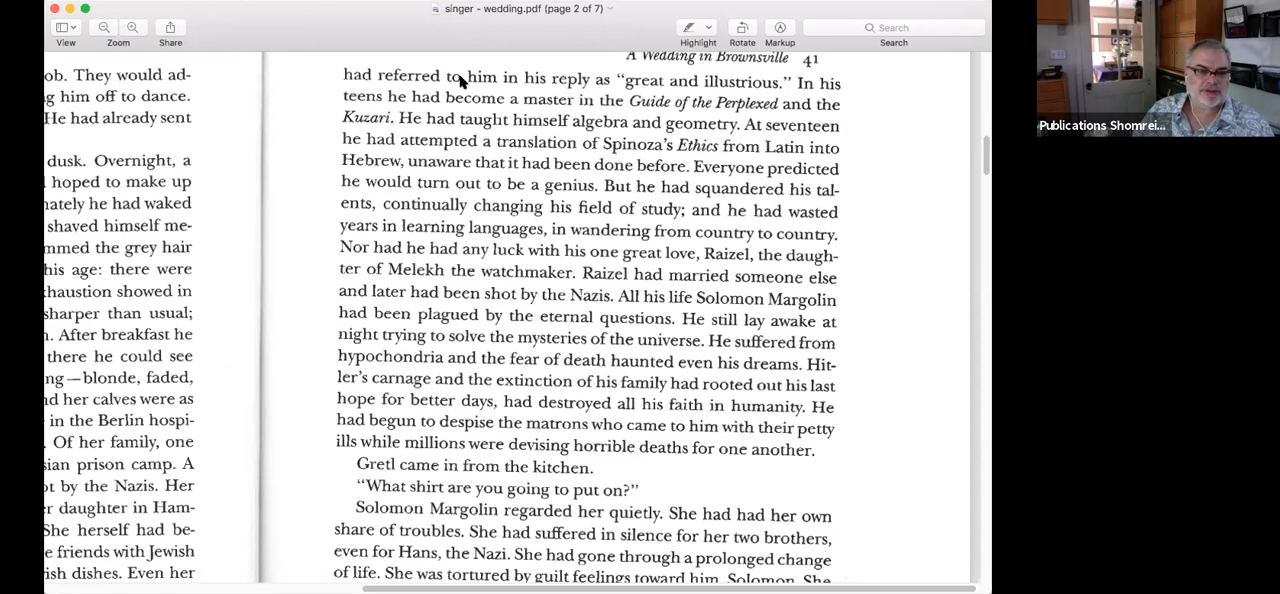 singer - wedding.pdf (page 2 of 7)
View
Zoom
Share
Highlight
Rotate
Markup
Search
Search
ob. They would ad-
g him off to dance.
He had already sent
dusk. Overnight, a
hoped to make up
nately he had waked
shaved himself me-
mmed the grey hair
his age: there were
haustion showed in
sharper than usual;
n. After breakfast he
there he could see
ng—blonde, faded,
nd her calves were as
in the Berlin hospi-
Of her family, one
sian prison camp. A
ot by the Nazis. Her
er daughter in Ham-
She herself had be-
e friends with Jewish
ish dishes. Even her
A Wedding in Brownsville 41
had referred to him in his reply as “great and illustrious.” In his
teens he had become a master in the Guide of the Perplexed and the
Kuzari. He had taught himself algebra and geometry. At seventeen
he had attempted a translation of Spinoza’s Ethics from Latin into
Hebrew, unaware that it had been done before. Everyone predicted
he would turn out to be a genius. But he had squandered his tal-
ents, continually changing his field of study; and he had wasted
years in learning languages, in wandering from country to country.
Nor had he had any luck with his one great love, Raizel, the daugh-
ter of Melekh the watchmaker. Raizel had married someone else
and later had been shot by the Nazis. All his life Solomon Margolin
had been plagued by the eternal questions. He still lay awake at
night trying to solve the mysteries of the universe. He suffered from
hypochondria and the fear of death haunted even his dreams. Hit-
ler’s carnage and the extinction of his family had rooted out his last
hope for better days, had destroyed all his faith in humanity. He
had begun to despise the matrons who came to him with their petty
ills while millions were devising horrible deaths for one another.
Gretl came in from the kitchen.
“What shirt are you going to put on?”
Solomon Margolin regarded her quietly. She had had her own
share of troubles. She had suffered in silence for her two brothers,
even for Hans, the Nazi. She had gone through a prolonged change
of life. She was tortured by guilt feelings toward him, Solomon. She
Publications Shomrei...